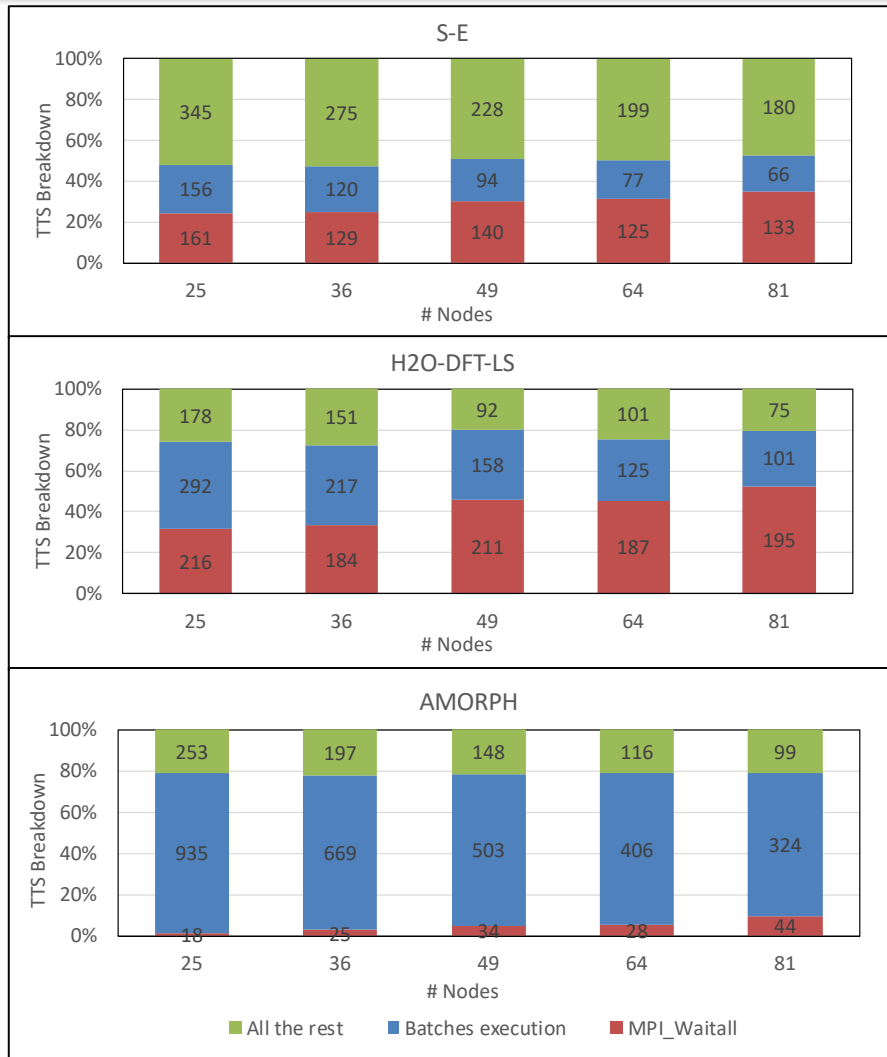 S-E
TTS Breakdown
100%
80%
60%
40%
20%
0%
345 275 228 199 180
156 120 94 77 66
161 129 140 125 133
25 36 49 64 81
# Nodes
H2O-DFT-LS
TTS Breakdown
100%
80%
60%
40%
20%
0%
178 151 92 101 75
292 217 158 125 101
216 184 211 187 195
25 36 49 64 81
# Nodes
AMORPH
TTS Breakdown
100%
80%
60%
40%
20%
0%
253 197 148 116 99
935 669 503 406 324
18 25 34 28 44
25 36 49 64 81
# Nodes
All the rest Batches execution MPI_Waitall